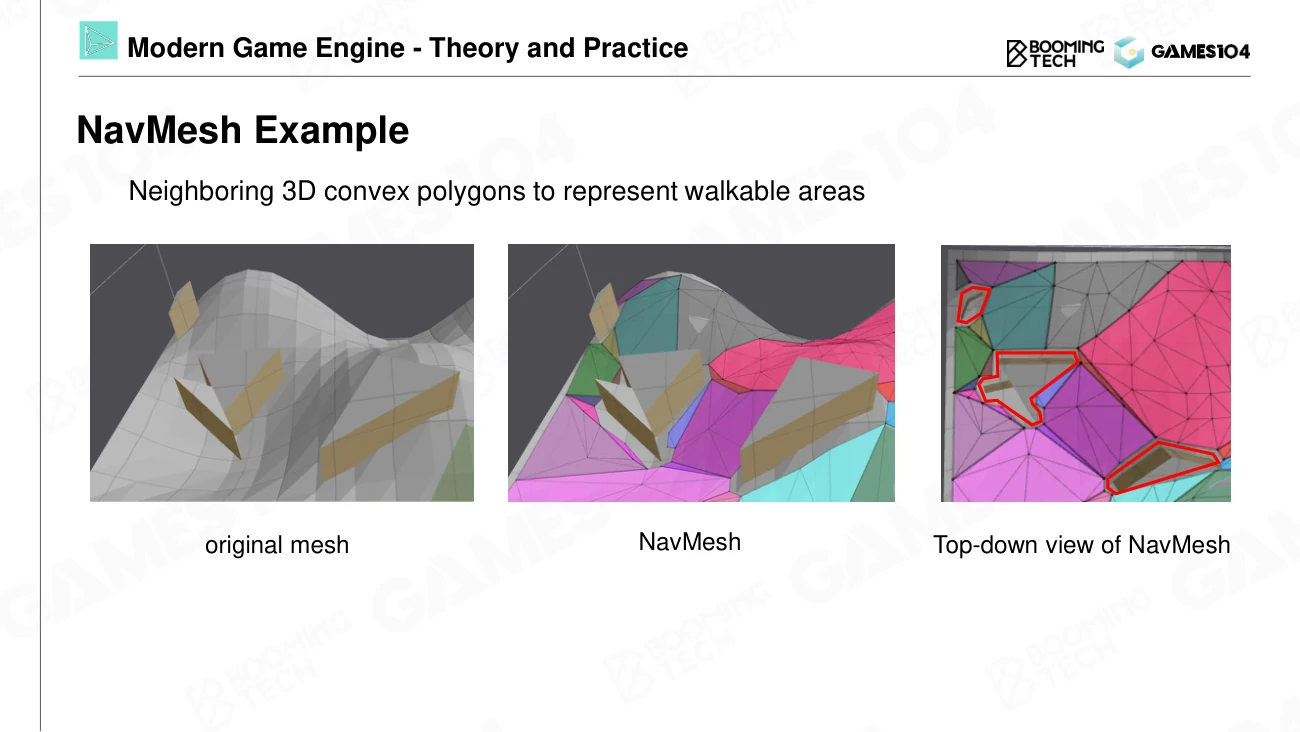 Modern Game Engine - Theory and Practice
BOOMING
TECH
GAMES104
NavMesh Example
Neighboring 3D convex polygons to represent walkable areas
original mesh
NavMesh
Top-down view of NavMesh